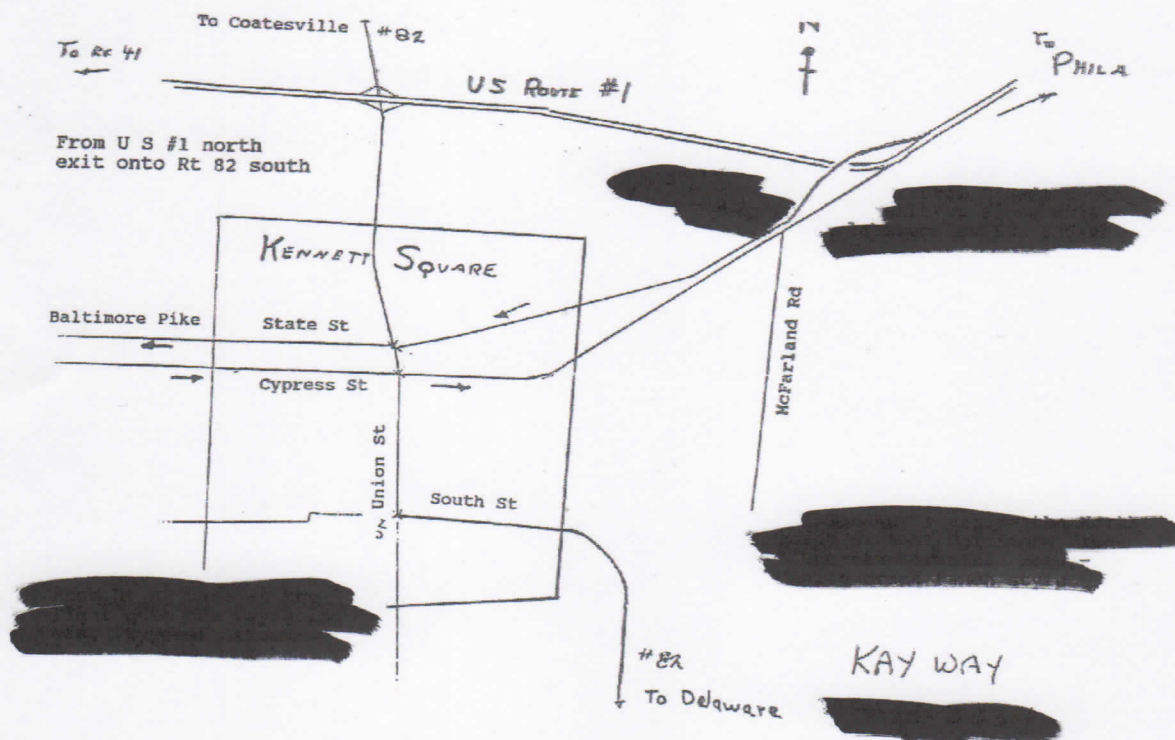 To Coatesville #82
N
To
PHILA
To Rt 41
US ROUTE #1
From U S #1 north
exit onto Rt 82 south
KENNETT SQUARE
Baltimore Pike
State St
McFarland Rd
Cypress St
Union St
South St
KAY WAY
#82
To Delaware